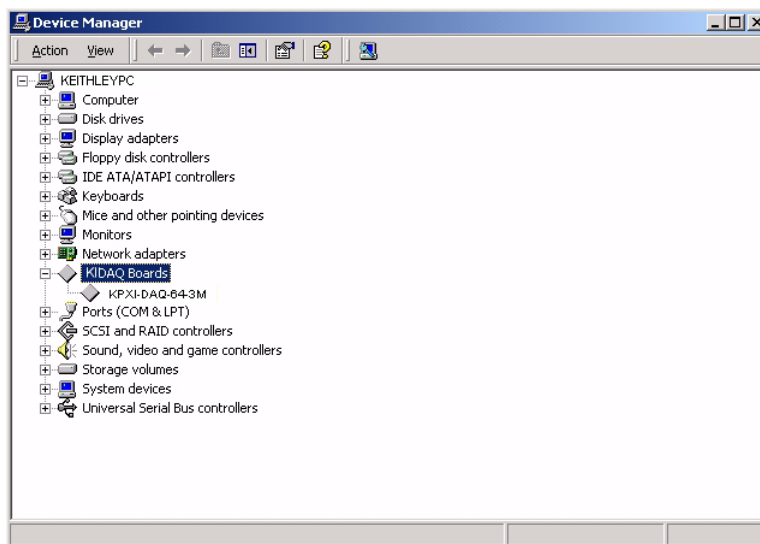 Device Manager
Action View
KEITHLEYPC
Computer
Disk drives
Display adapters
Floppy disk controllers
IDE ATA/ATAPI controllers
Keyboards
Mice and other pointing devices
Monitors
Network adapters
KIDAQ Boards
KPXI-DAQ-64-3M
Ports (COM & LPT)
SCSI and RAID controllers
Sound, video and game controllers
Storage volumes
System devices
Universal Serial Bus controllers